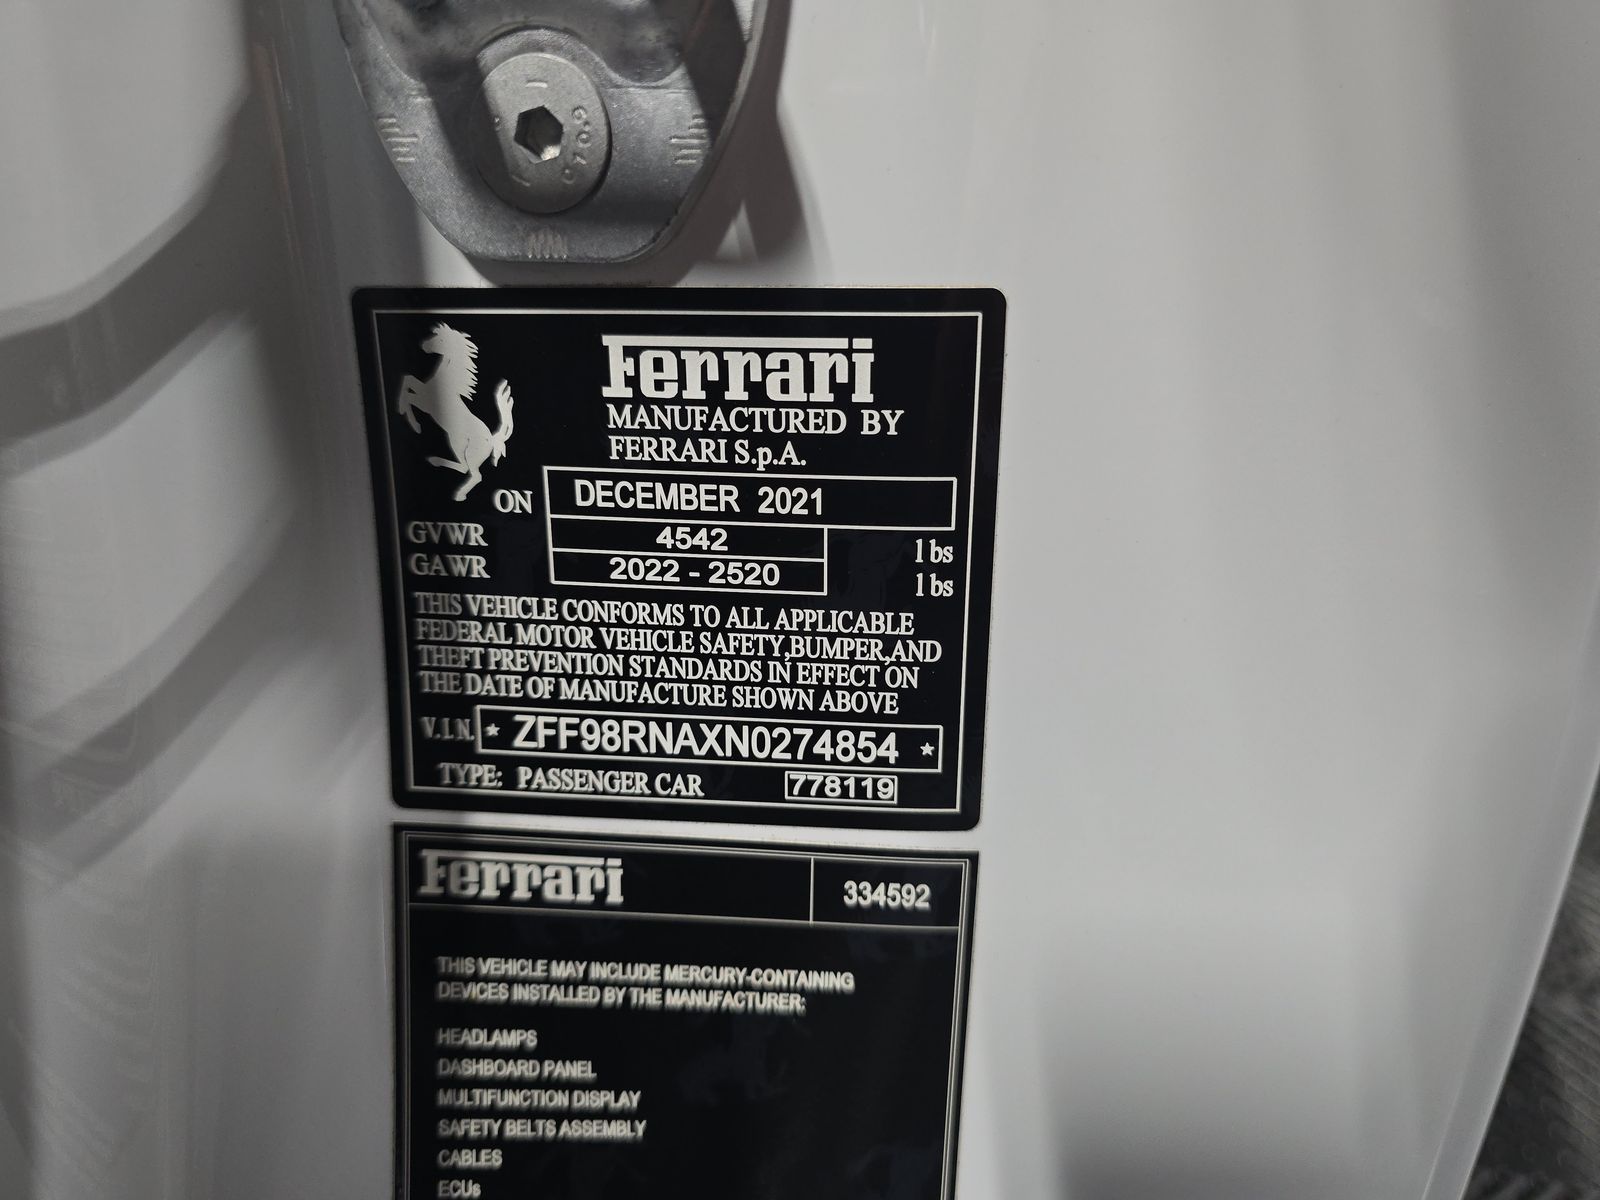 Ferrari
MANUFACTURED BY
FERRARI S.p.A.
ON DECEMBER 2021
GVWR 4542 lbs
GAWR 2022 - 2520 lbs
THIS VEHICLE CONFORMS TO ALL APPLICABLE
FEDERAL MOTOR VEHICLE SAFETY,BUMPER,AND
THEFT PREVENTION STANDARDS IN EFFECT ON
THE DATE OF MANUFACTURE SHOWN ABOVE
V.I.N. * ZFF98RNAXN0274854 *
TYPE: PASSENGER CAR 778119
Ferrari 334592
THIS VEHICLE MAY INCLUDE MERCURY-CONTAINING
DEVICES INSTALLED BY THE MANUFACTURER:
HEADLAMPS
DASHBOARD PANEL
MULTIFUNCTION DISPLAY
SAFETY BELTS ASSEMBLY
CABLES
ECUs